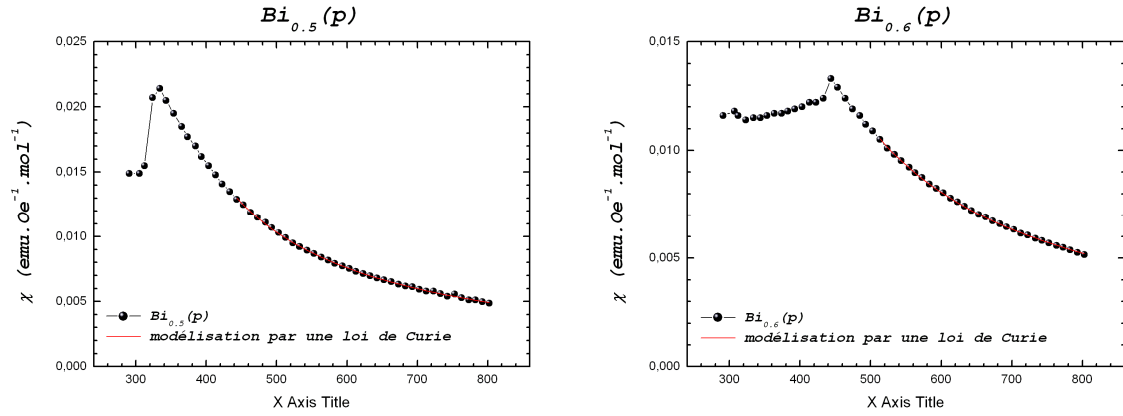 Bi0.5(p)
0,025
0,020
0,015
0,010
0,005
0,000
χ (emu.Oe-1.mol-1)
Bi0.5(p)
modélisation par une loi de Curie
300 400 500 600 700 800
X Axis Title
Bi0.6(p)
0,015
0,010
0,005
0,000
χ (emu.Oe-1.mol-1)
Bi0.6(p)
modélisation par une loi de Curie
300 400 500 600 700 800
X Axis Title